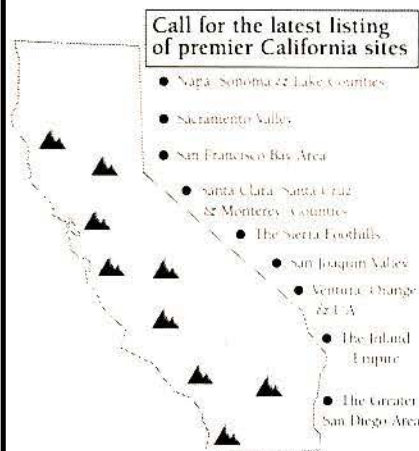 Call for the latest listing
of premier California sites
● Napa, Sonoma & Lake Counties
● Sacramento Valley
● San Francisco Bay Area
● Santa Clara, Santa Cruz
& Monterey Counties
● The Sierra Foothills
● San Joaquin Valley
● Ventura, Orange
& LA
● The Inland
Empire
● The Greater
San Diego Area